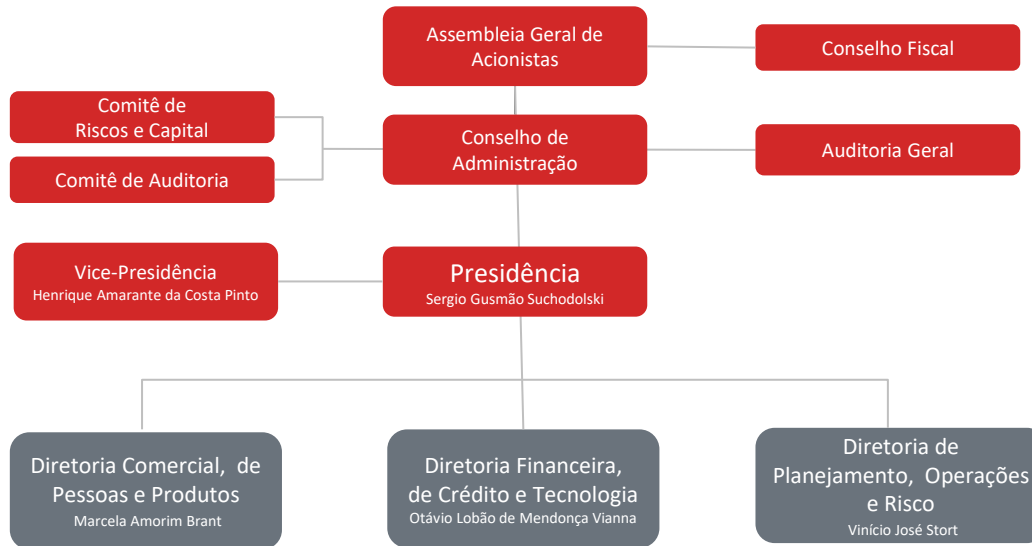 Assembleia Geral de
Acionistas
Conselho Fiscal
Comitê de
Riscos e Capital
Comitê de Auditoria
Conselho de
Administração
Auditoria Geral
Vice-Presidência
Henrique Amarante da Costa Pinto
Presidência
Sergio Gusmão Suchodolski
Diretoria Comercial, de
Pessoas e Produtos
Marcela Amorim Brant
Diretoria Financeira,
de Crédito e Tecnologia
Otávio Lobão de Mendonça Vianna
Diretoria de
Planejamento, Operações
e Risco
Vinício José Stort